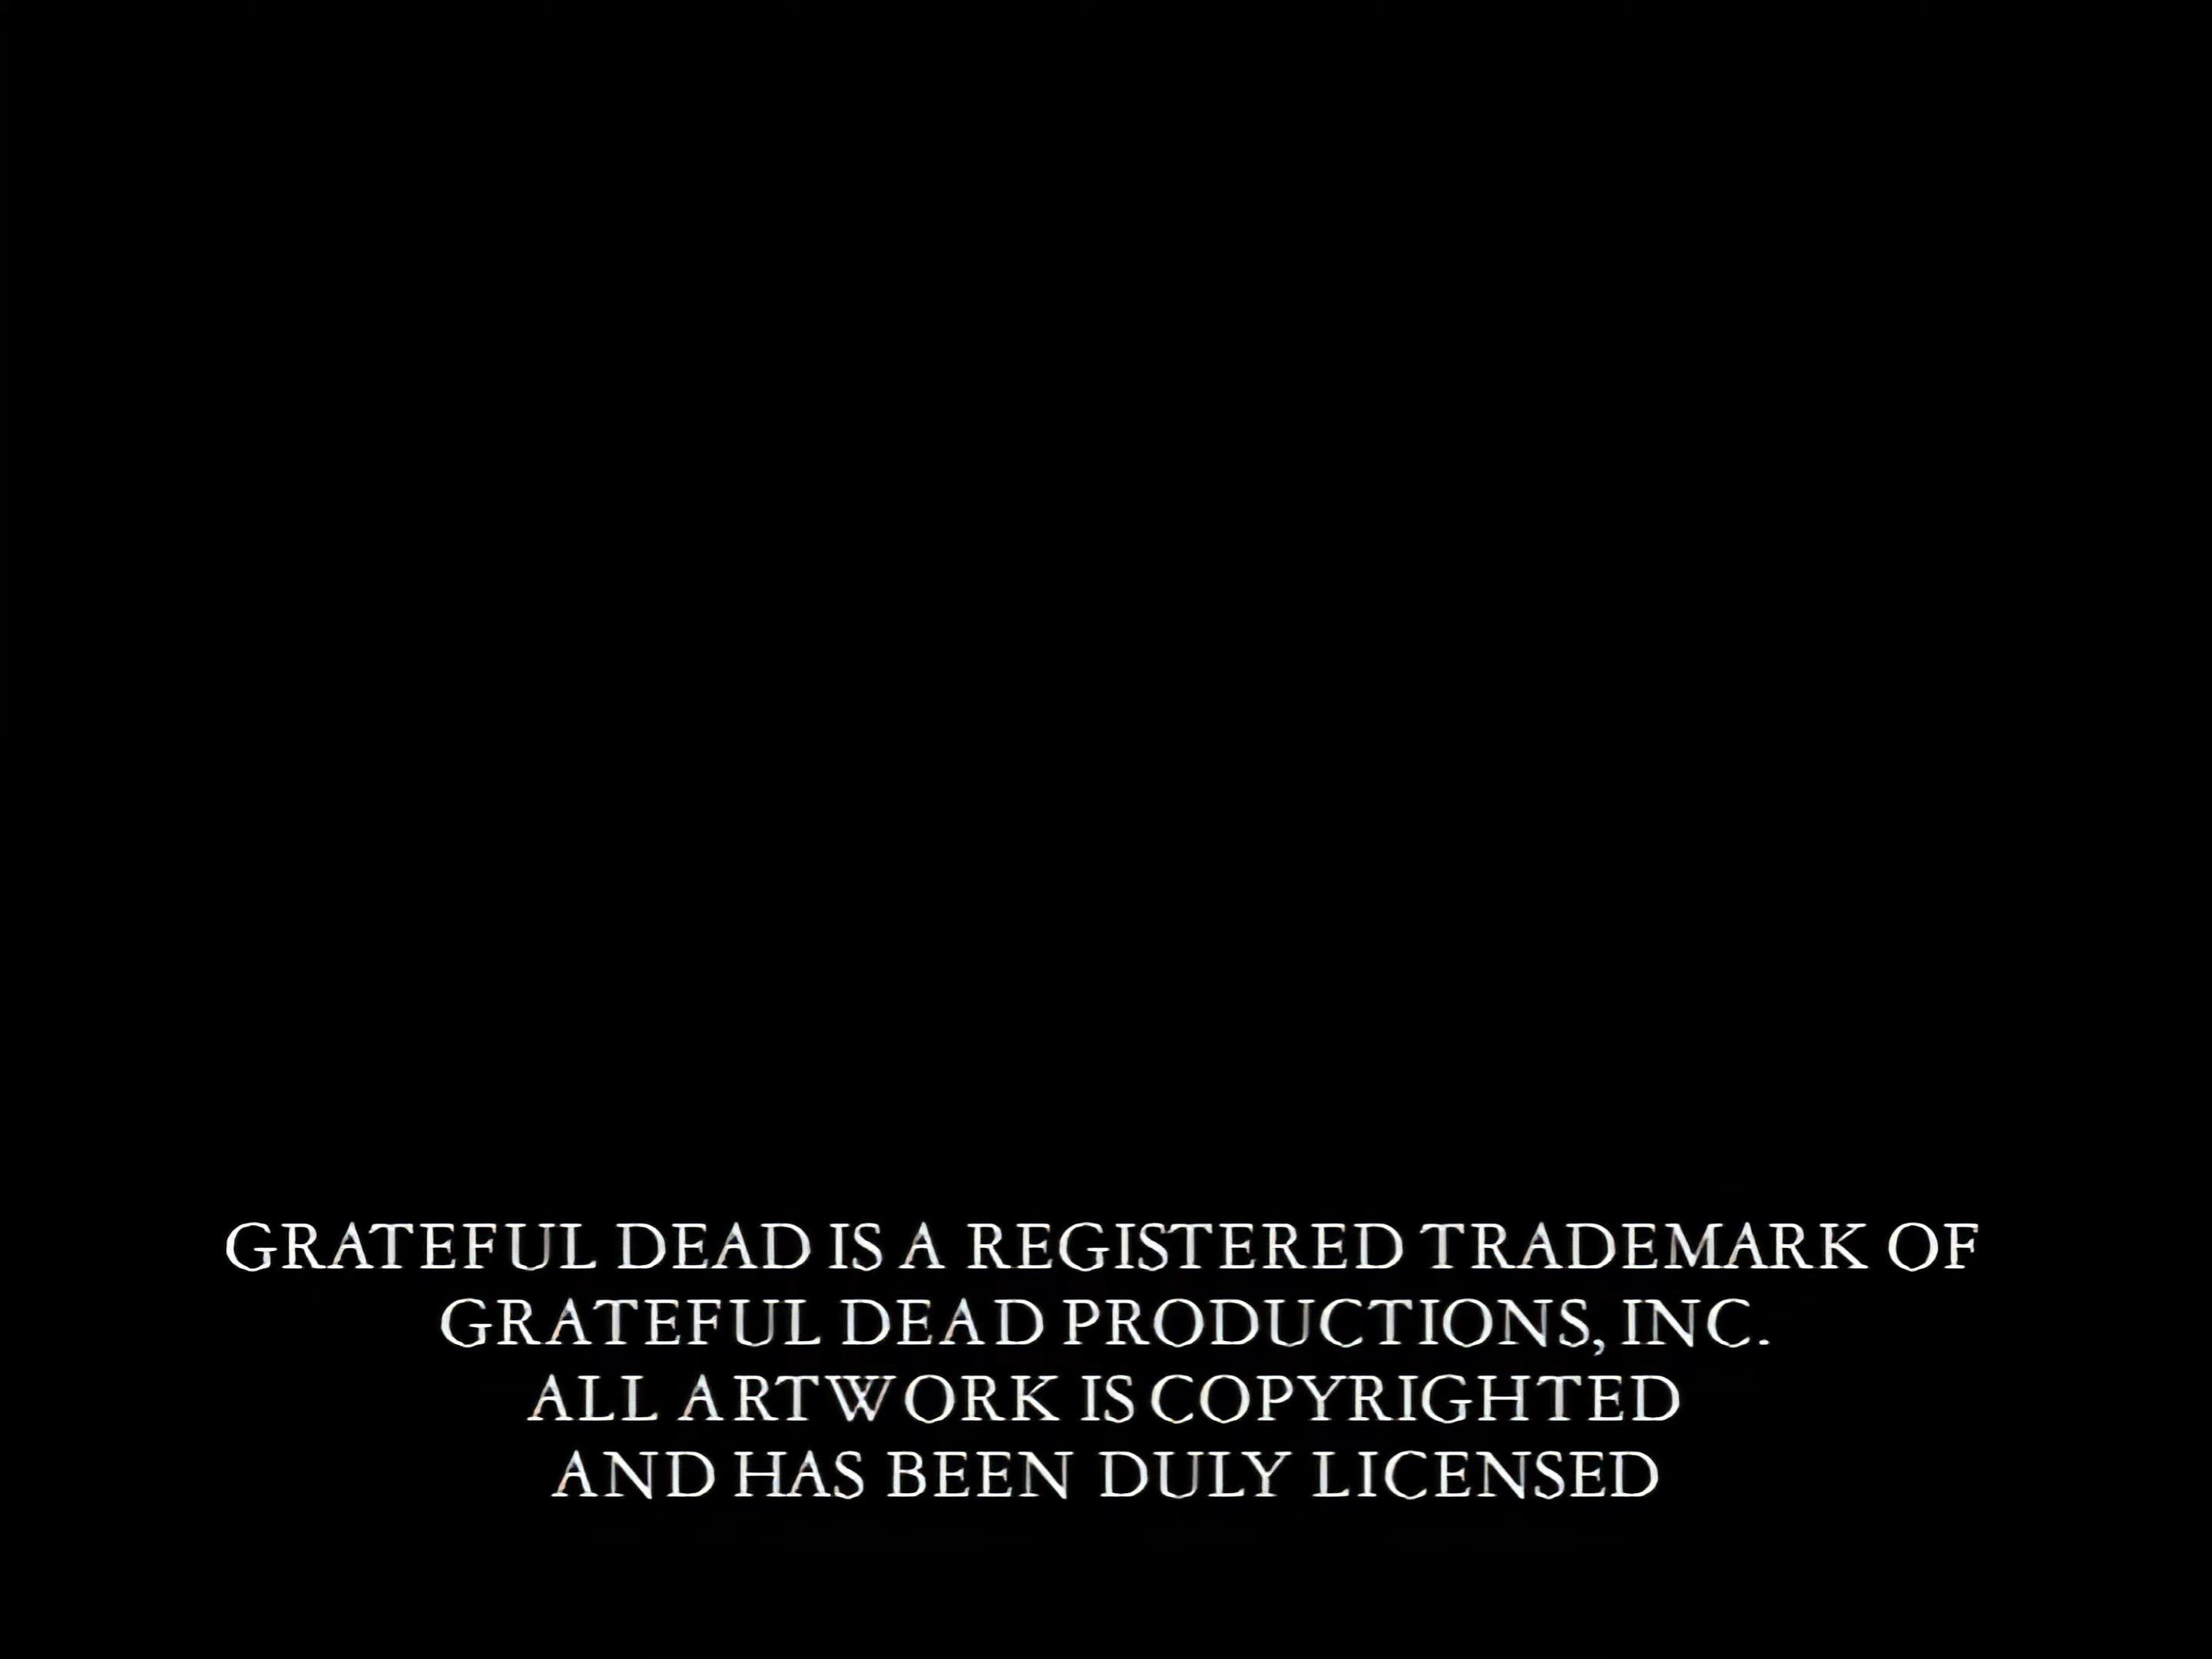 GRATEFUL DEAD IS A REGISTERED TRADEMARK OF
GRATEFUL DEAD PRODUCTIONS, INC.
ALL ARTWORK IS COPYRIGHTED
AND HAS BEEN DULY LICENSED